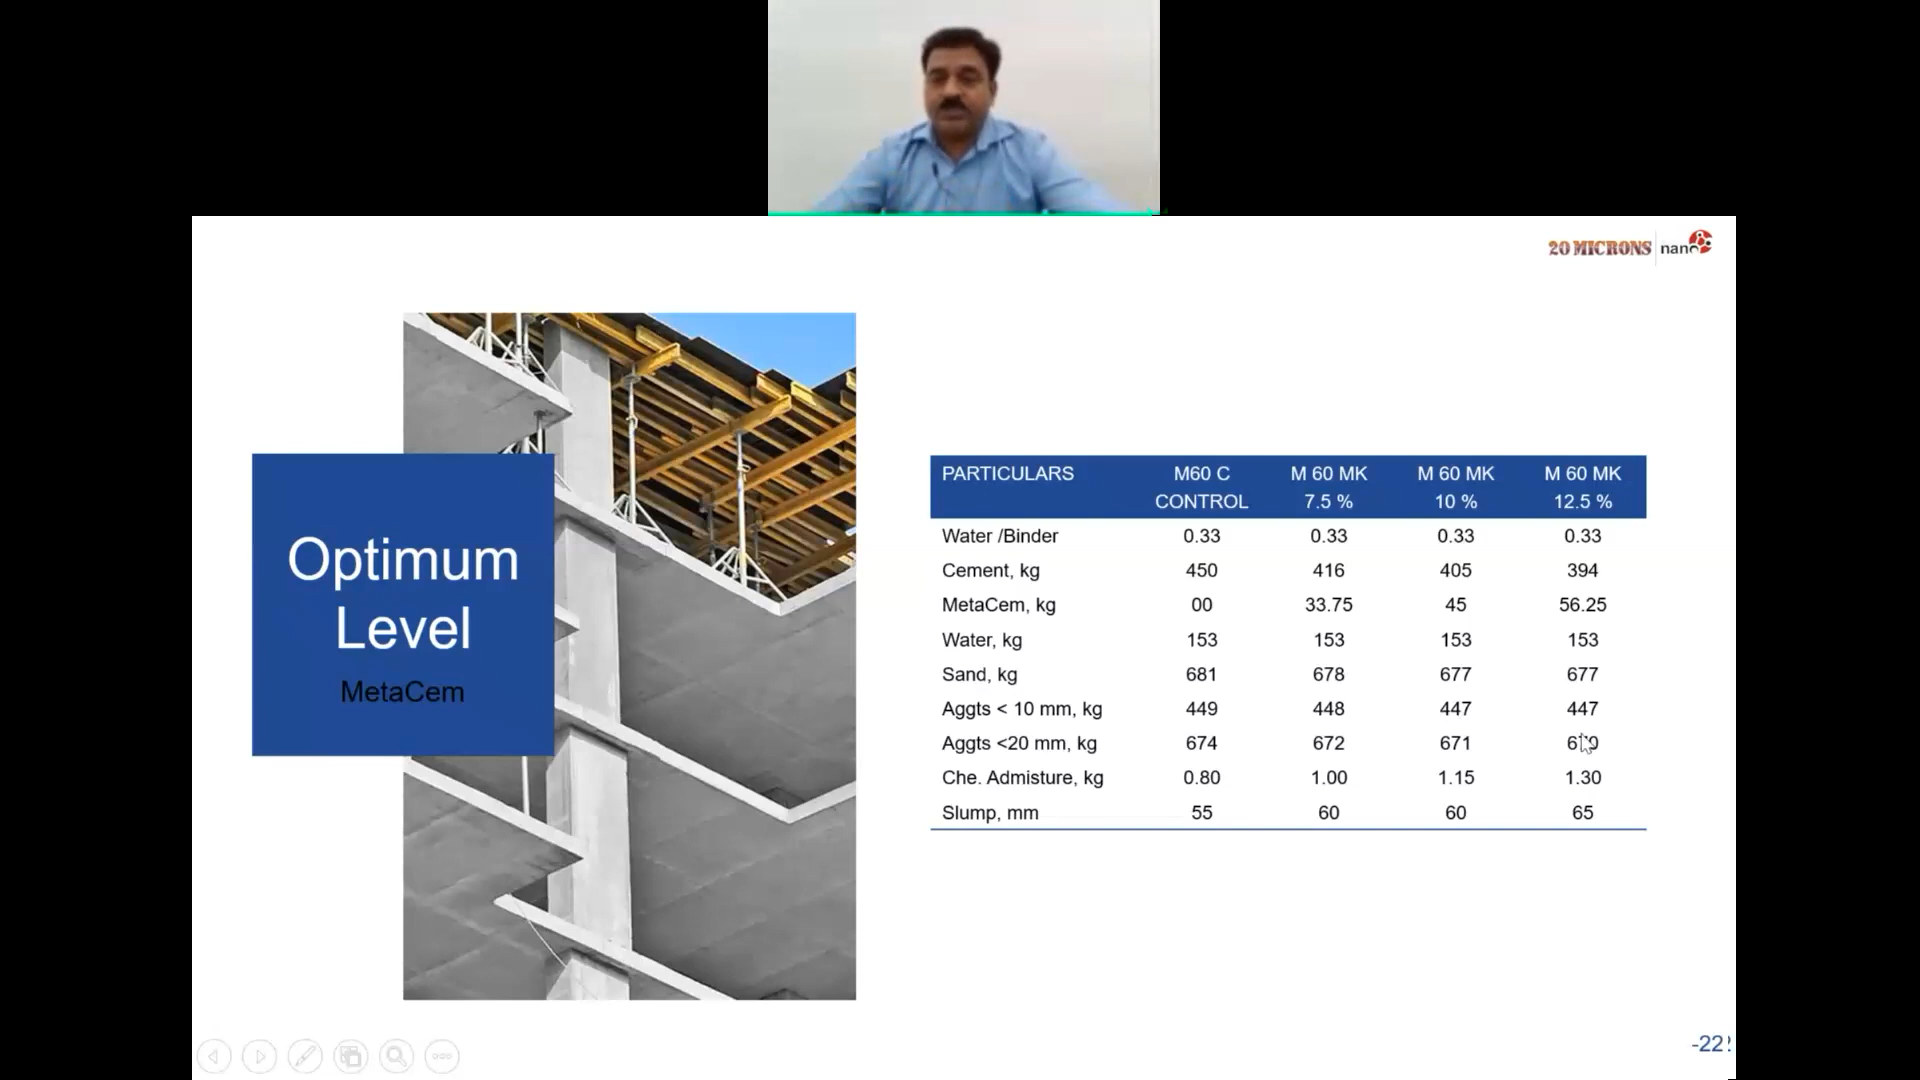 20 MICRONS nano
Optimum
Level
MetaCem
PARTICULARS M60 C CONTROL M 60 MK 7.5 % M 60 MK 10 % M 60 MK 12.5 %
Water /Binder 0.33 0.33 0.33 0.33
Cement, kg 450 416 405 394
MetaCem, kg 00 33.75 45 56.25
Water, kg 153 153 153 153
Sand, kg 681 678 677 677
Aggts < 10 mm, kg 449 448 447 447
Aggts <20 mm, kg 674 672 671
Che. Admisture, kg 0.80 1.00 1.15 1.30
Slump, mm 55 60 60 65
-22